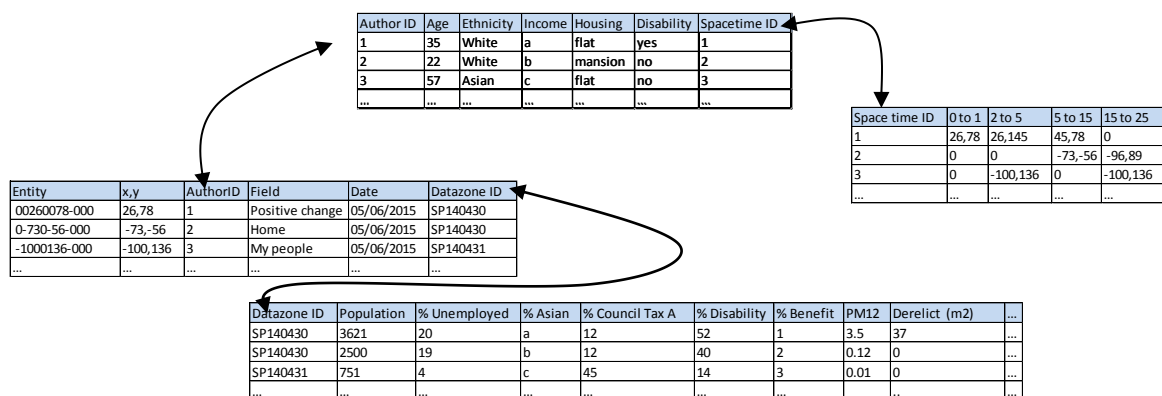 Author ID Age Ethnicity Income Housing Disability Spacetime ID
1 35 White a flat yes 1
2 22 White b mansion no 2
3 57 Asian c flat no 3
... ... ... ... ... ... ...
Space time ID 0 to 1 2 to 5 5 to 15 15 to 25
1 26,78 26,145 45,78 0
2 0 0 -73,-56 -96,89
3 0 -100,136 0 -100,136
... ... ... ... ...
Entity x,y AuthorID Field Date Datazone ID
00260078-000 26,78 1 Positive change 05/06/2015 SP140430
0-730-56-000 -73,-56 2 Home 05/06/2015 SP140430
-1000136-000 -100,136 3 My people 05/06/2015 SP140431
... ... ... ... ... ...
Datazone ID Population % Unemployed % Asian % Council Tax A % Disability % Benefit PM12 Derelict (m2) ...
SP140430 3621 20 a 12 52 1 3.5 37 ...
SP140430 2500 19 b 12 40 2 0.12 0 ...
SP140431 751 4 c 45 14 3 0.01 0 ...
... ... ... ... ... ... ... .. ... ...